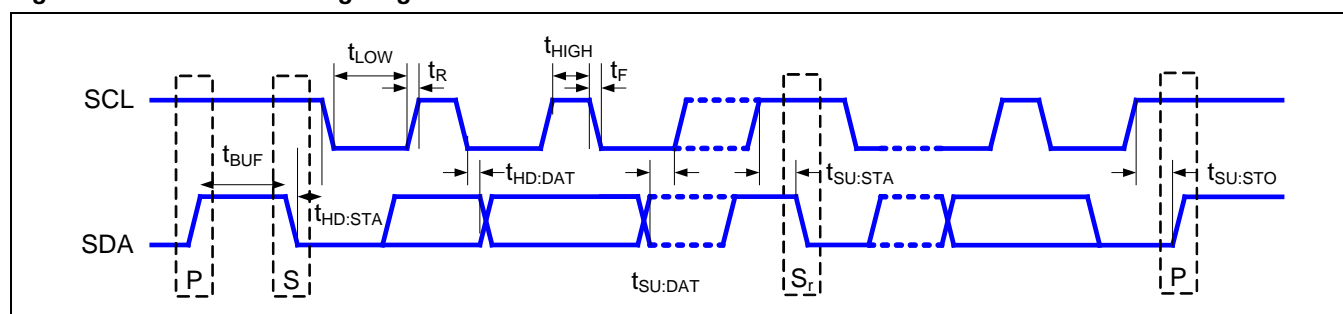 tLOW
tHIGH
tR
tF
SCL
tBUF
tHD:DAT
tSU:STA
tSU:STO
tHD:STA
SDA
P
S
tSU:DAT
Sr
P